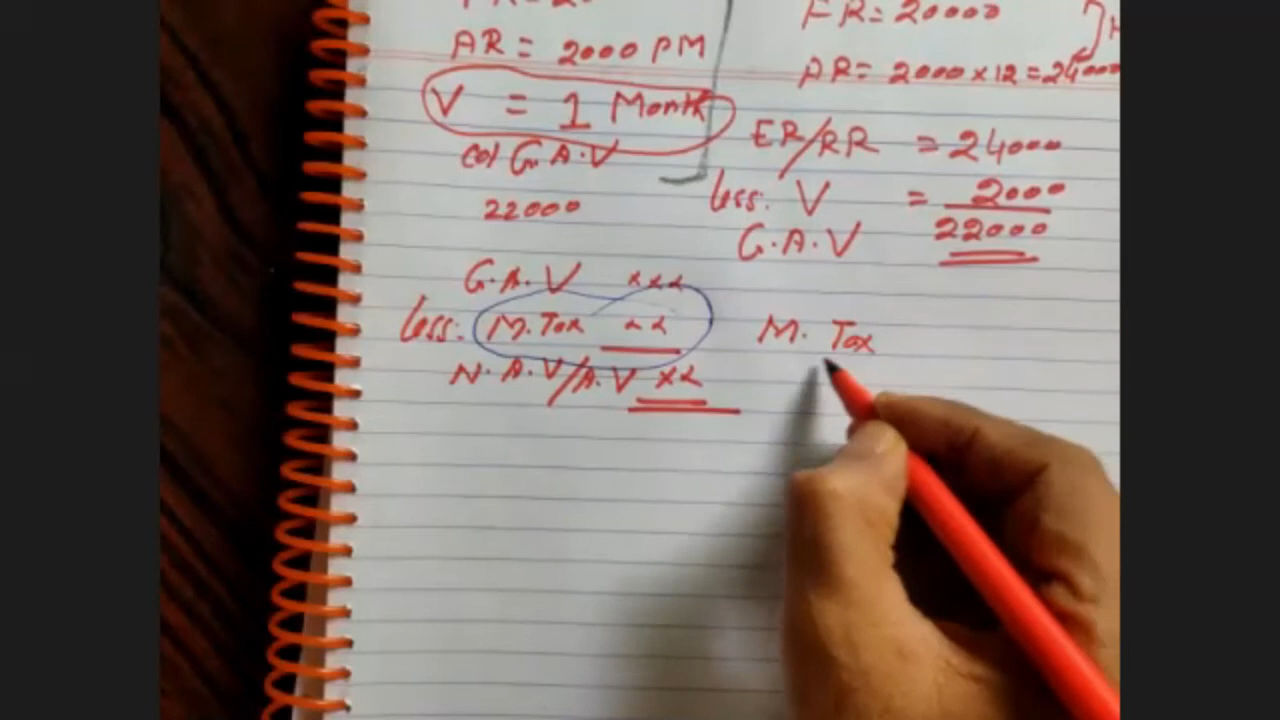 AR = 2000 PM
V = 1 Month
col G.A.V
22000
FR = 20000
AR = 2000 × 12 = 24000
ER/RR = 24000
less. V = 2000
G.A.V 22000
G.A.V xxx
less: M.Tax xx
N.A.V/A.V xx
M. Tax